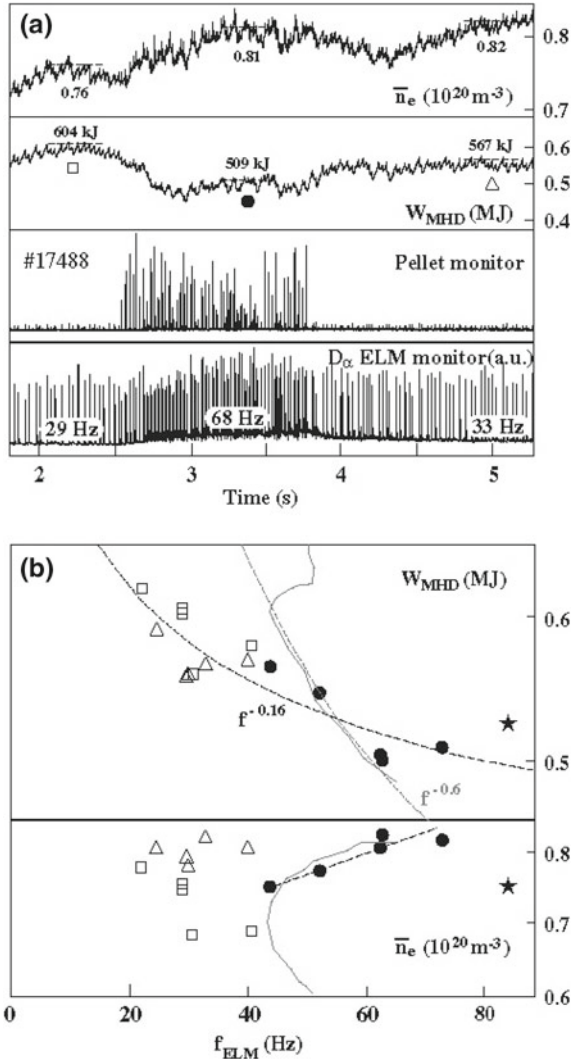 (a)
0.8
0.76
0.81
0.82
n̅e (10²⁰m⁻³)
0.7
604 kJ
0.6
509 kJ
567 kJ
0.5
W_MHD (MJ)
0.4
#17488
Pellet monitor
Dα ELM monitor(a.u.)
29 Hz
68 Hz
33 Hz
2 3 4 5
Time (s)
(b)
W_MHD (MJ)
0.6
f^-0.16
0.5
f^-0.6
0.8
0.7
n̅e (10²⁰m⁻³)
0.6
0 20 40 60 80
f_ELM (Hz)